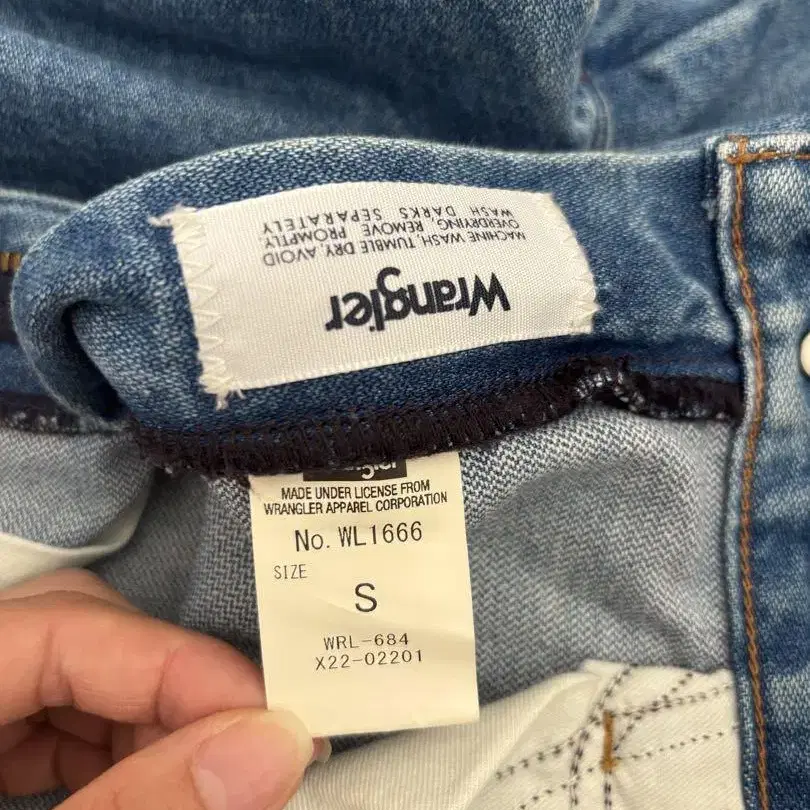 Wrangler
MACHINE WASH, TUMBLE DRY, AVOID
OVERDRYING, REMOVE PROMPTLY.
WASH DARKS SEPARATELY
MADE UNDER LICENSE FROM
WRANGLER APPAREL CORPORATION
No. WL1666
SIZE
S
WRL-684
X22-02201